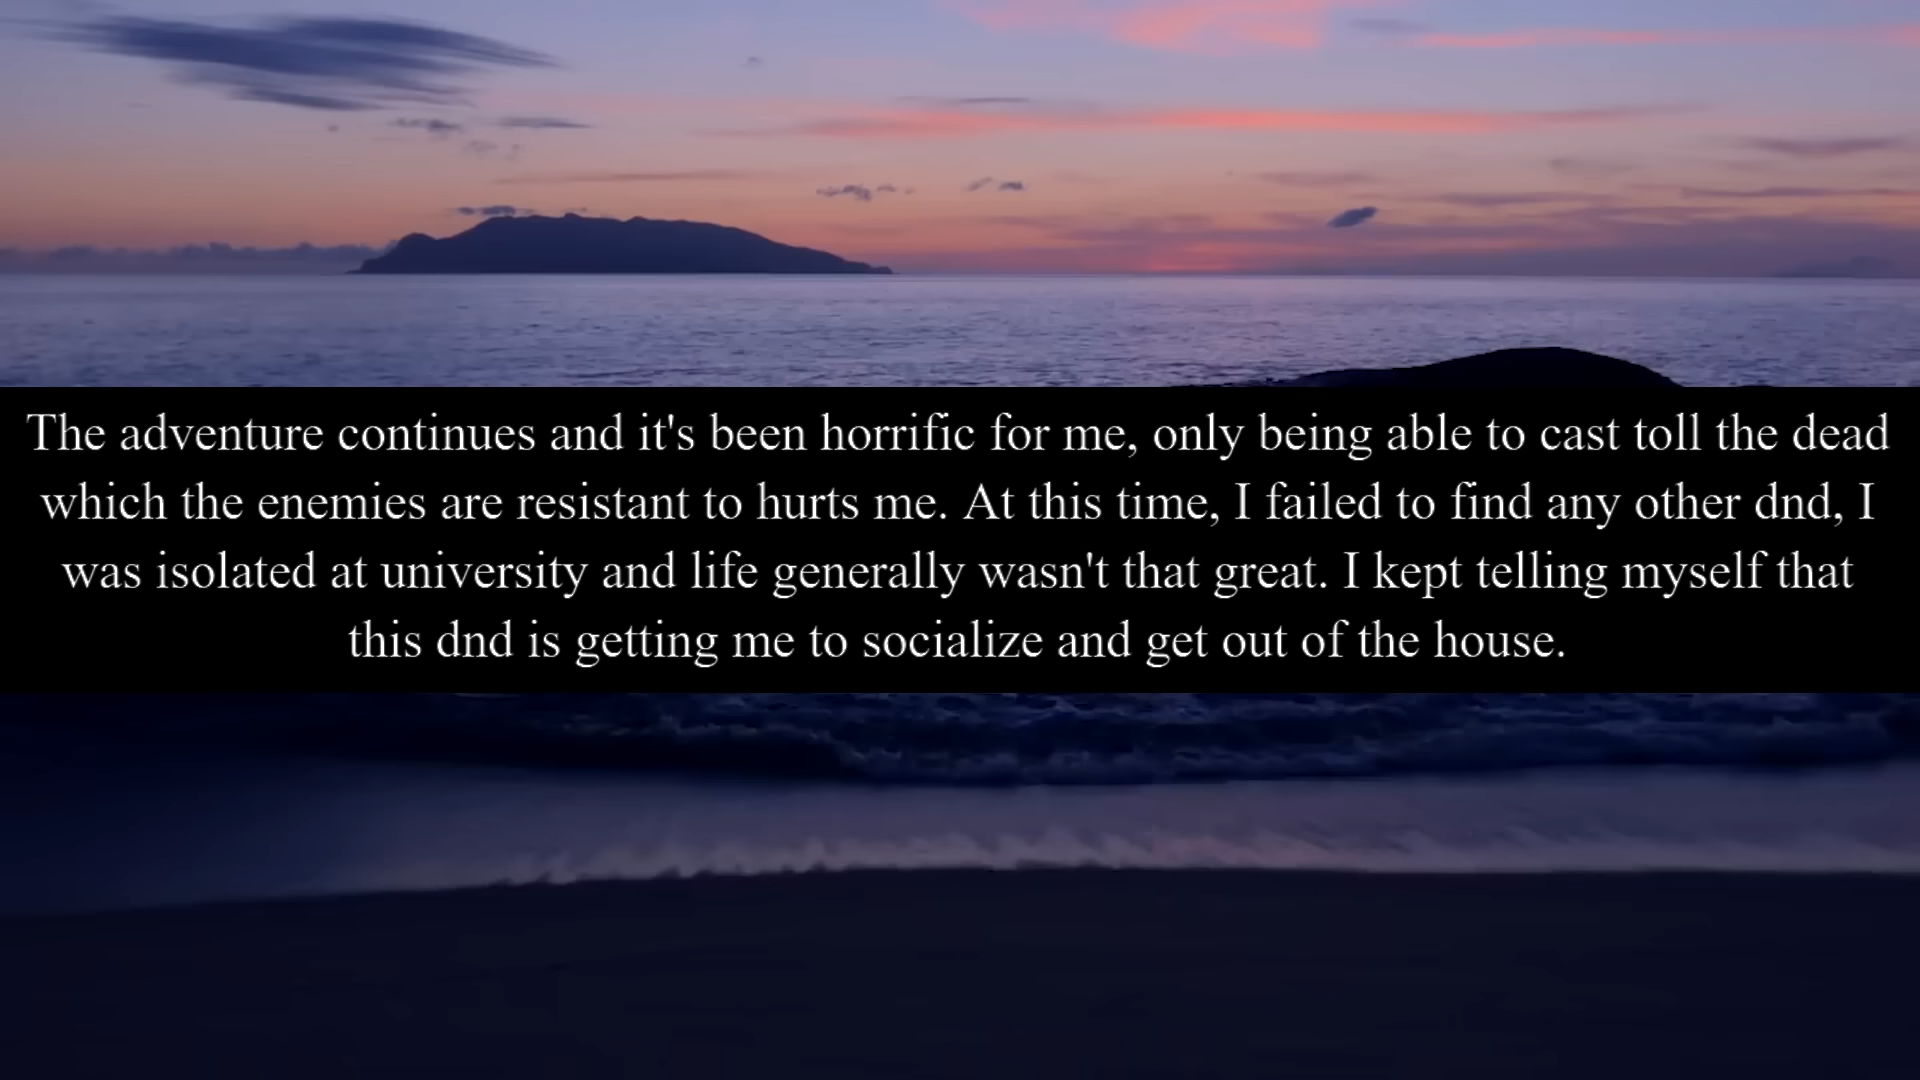 The adventure continues and it's been horrific for me, only being able to cast toll the dead
which the enemies are resistant to hurts me. At this time, I failed to find any other dnd, I
was isolated at university and life generally wasn't that great. I kept telling myself that
this dnd is getting me to socialize and get out of the house.